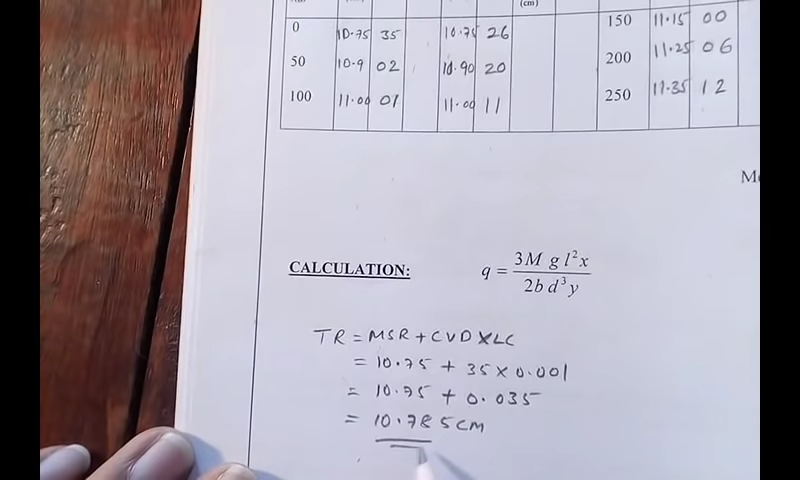 (cm)
0 10.75 35 10.75 26 150 11.15 00
50 10.9 02 10.90 20 200 11.25 06
100 11.00 07 11.00 11 250 11.35 12
CALCULATION: q = 3M g l²x / 2b d³y
TR = MSR + CVD X LC
= 10.75 + 35 x 0.001
= 10.75 + 0.035
= 10.785 CM